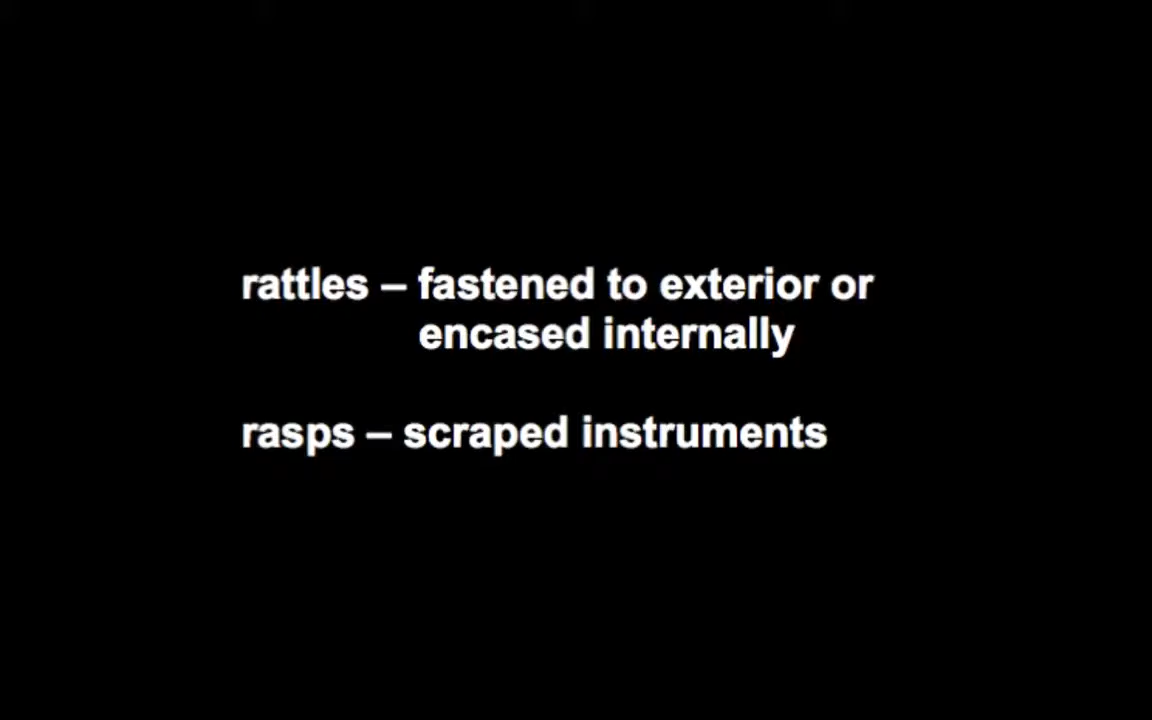 rattles – fastened to exterior or
encased internally
rasps – scraped instruments